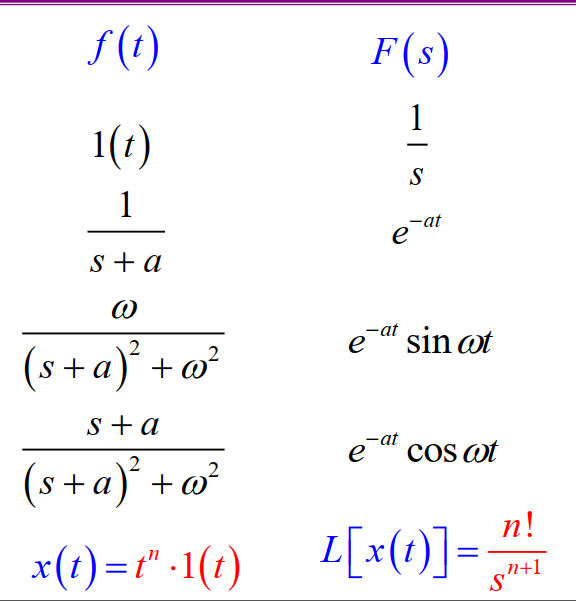 f(t) F(s)
1(t) 1/s
1/(s+a) e^{-at}
ω/((s+a)^2+ω^2) e^{-at} sin ωt
(s+a)/((s+a)^2+ω^2) e^{-at} cos ωt
x(t)=t^n·1(t) L[x(t)]=n!/s^{n+1}